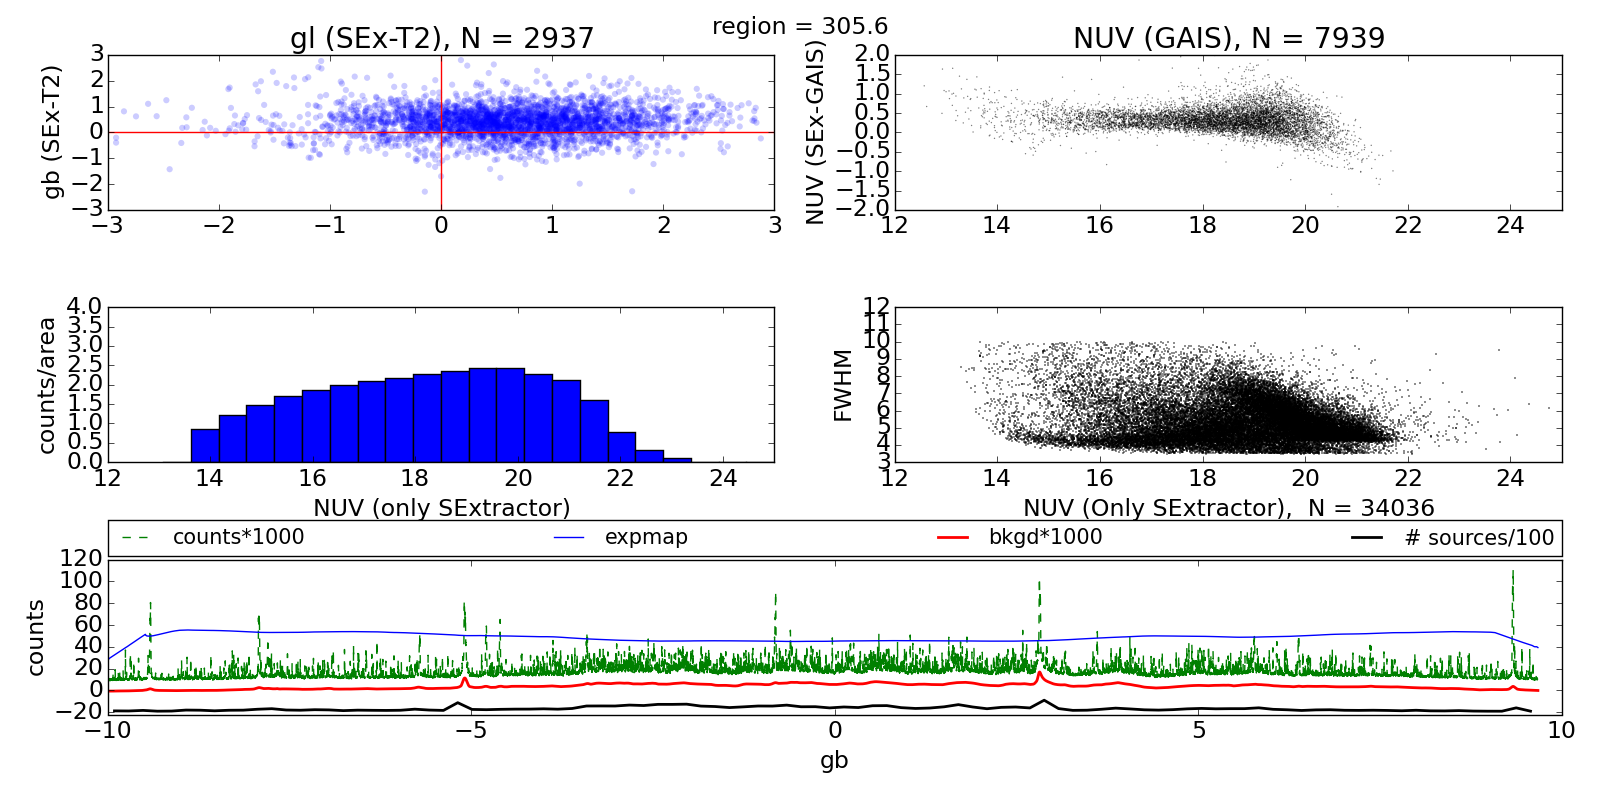 region = 305.6
gl (SEx-T2), N = 2937
gb (SEx-T2)
3
2
1
0
−1
−2
−3
−3 −2 −1 0 1 2 3
NUV (GAIS), N = 7939
NUV (SEx-GAIS)
2.0
1.5
1.0
0.5
0.0
−0.5
−1.0
−1.5
−2.0
12 14 16 18 20 22 24
counts/area
4.0
3.5
3.0
2.5
2.0
1.5
1.0
0.5
0.0
12 14 16 18 20 22 24
NUV (only SExtractor)
FWHM
12
11
10
9
8
7
6
5
4
3
12 14 16 18 20 22 24
NUV (Only SExtractor), N = 34036
counts*1000 expmap bkgd*1000 # sources/100
counts
120
100
80
60
40
20
0
−20
−10 −5 0 5 10
gb